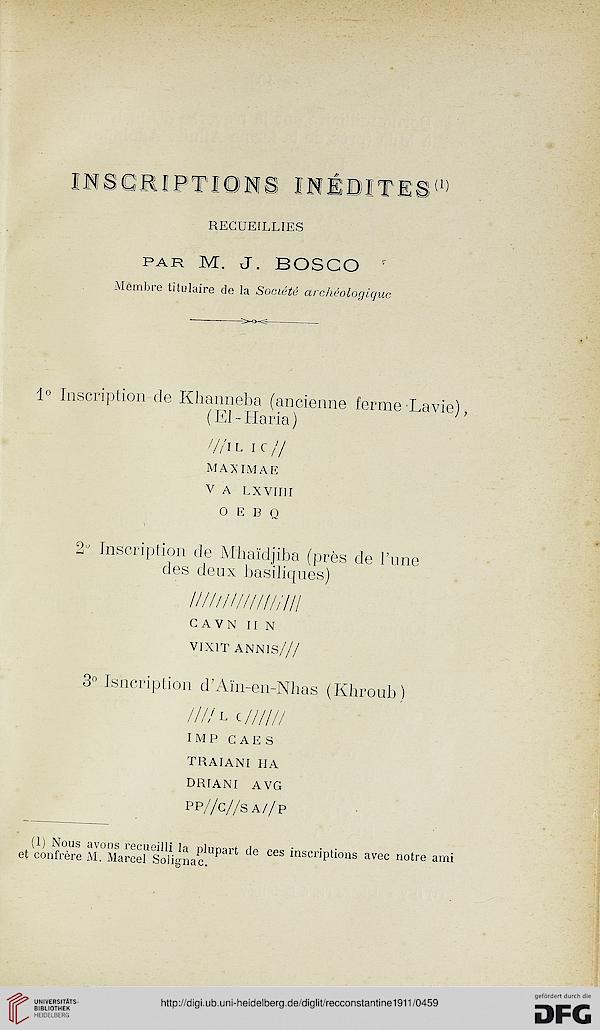 INSCRIPTIONS INÉDITES (1)
RECUEILLIES
PAR M. J. BOSCO
Membre titulaire de la Société archéologique
1º Inscription de Khanneba (ancienne ferme Lavie),
(El-Haria)
///IL IC//
MAXIMAE
V A LXVIIII
O E B Q
2º Inscription de Mhaïdjiba (près de l'une
des deux basiliques)
///////////////
CAVN II N
VIXIT ANNIS///
3º Isncription d'Aïn-en-Nhas (Khroub)
//// L C//////
IMP CAES
TRAIANI HA
DRIANI AVG
PP//C//S A//P
(1) Nous avons recueilli la plupart de ces inscriptions avec notre ami
et confrère M. Marcel Solignac.
UNIVERSITÄTS-
BIBLIOTHEK
HEIDELBERG
http://digi.ub.uni-heidelberg.de/diglit/recconstantine1911/0459
gefördert durch die
DFG